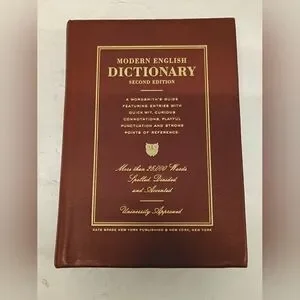 MODERN ENGLISH
DICTIONARY
SECOND EDITION
A WORDSMITH'S GUIDE
FEATURING ENTRIES WITH
QUICK WIT, CURIOUS
CONNOTATIONS, PLAYFUL
PUNCTUATION AND STRONG
POINTS OF REFERENCE
More than 25,000 Words
Spelled, Divided
and Accented
University Approved
KATE SPADE NEW YORK PUBLISHING @ NEW YORK, NEW YORK